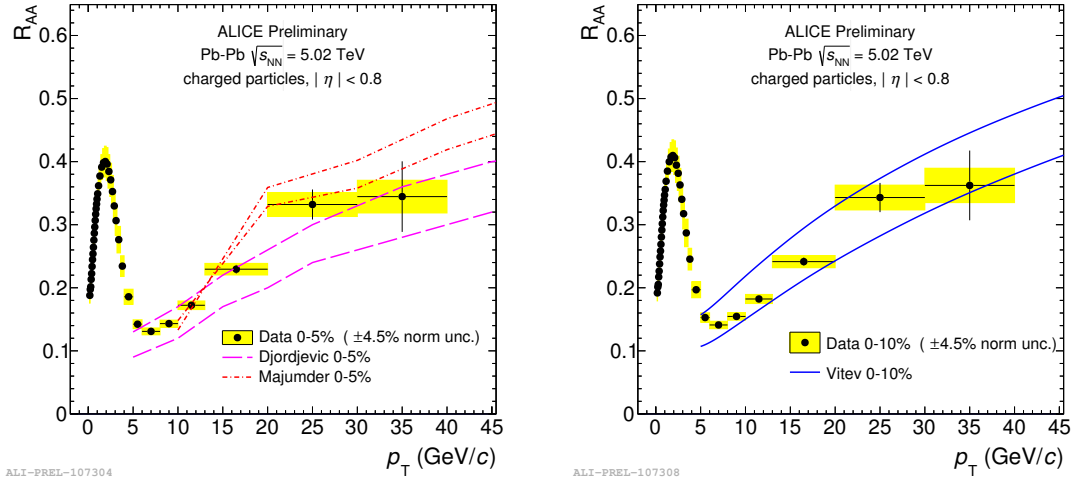 R_AA
0.6
0.5
0.4
0.3
0.2
0.1
0
ALICE Preliminary
Pb-Pb √s_NN = 5.02 TeV
charged particles, | η | < 0.8
Data 0-5% ( ±4.5% norm unc.)
Djordjevic 0-5%
Majumder 0-5%
0 5 10 15 20 25 30 35 40 45
p_T (GeV/c)
ALI-PREL-107304
R_AA
0.6
0.5
0.4
0.3
0.2
0.1
0
ALICE Preliminary
Pb-Pb √s_NN = 5.02 TeV
charged particles, | η | < 0.8
Data 0-10% ( ±4.5% norm unc.)
Vitev 0-10%
0 5 10 15 20 25 30 35 40 45
p_T (GeV/c)
ALI-PREL-107308